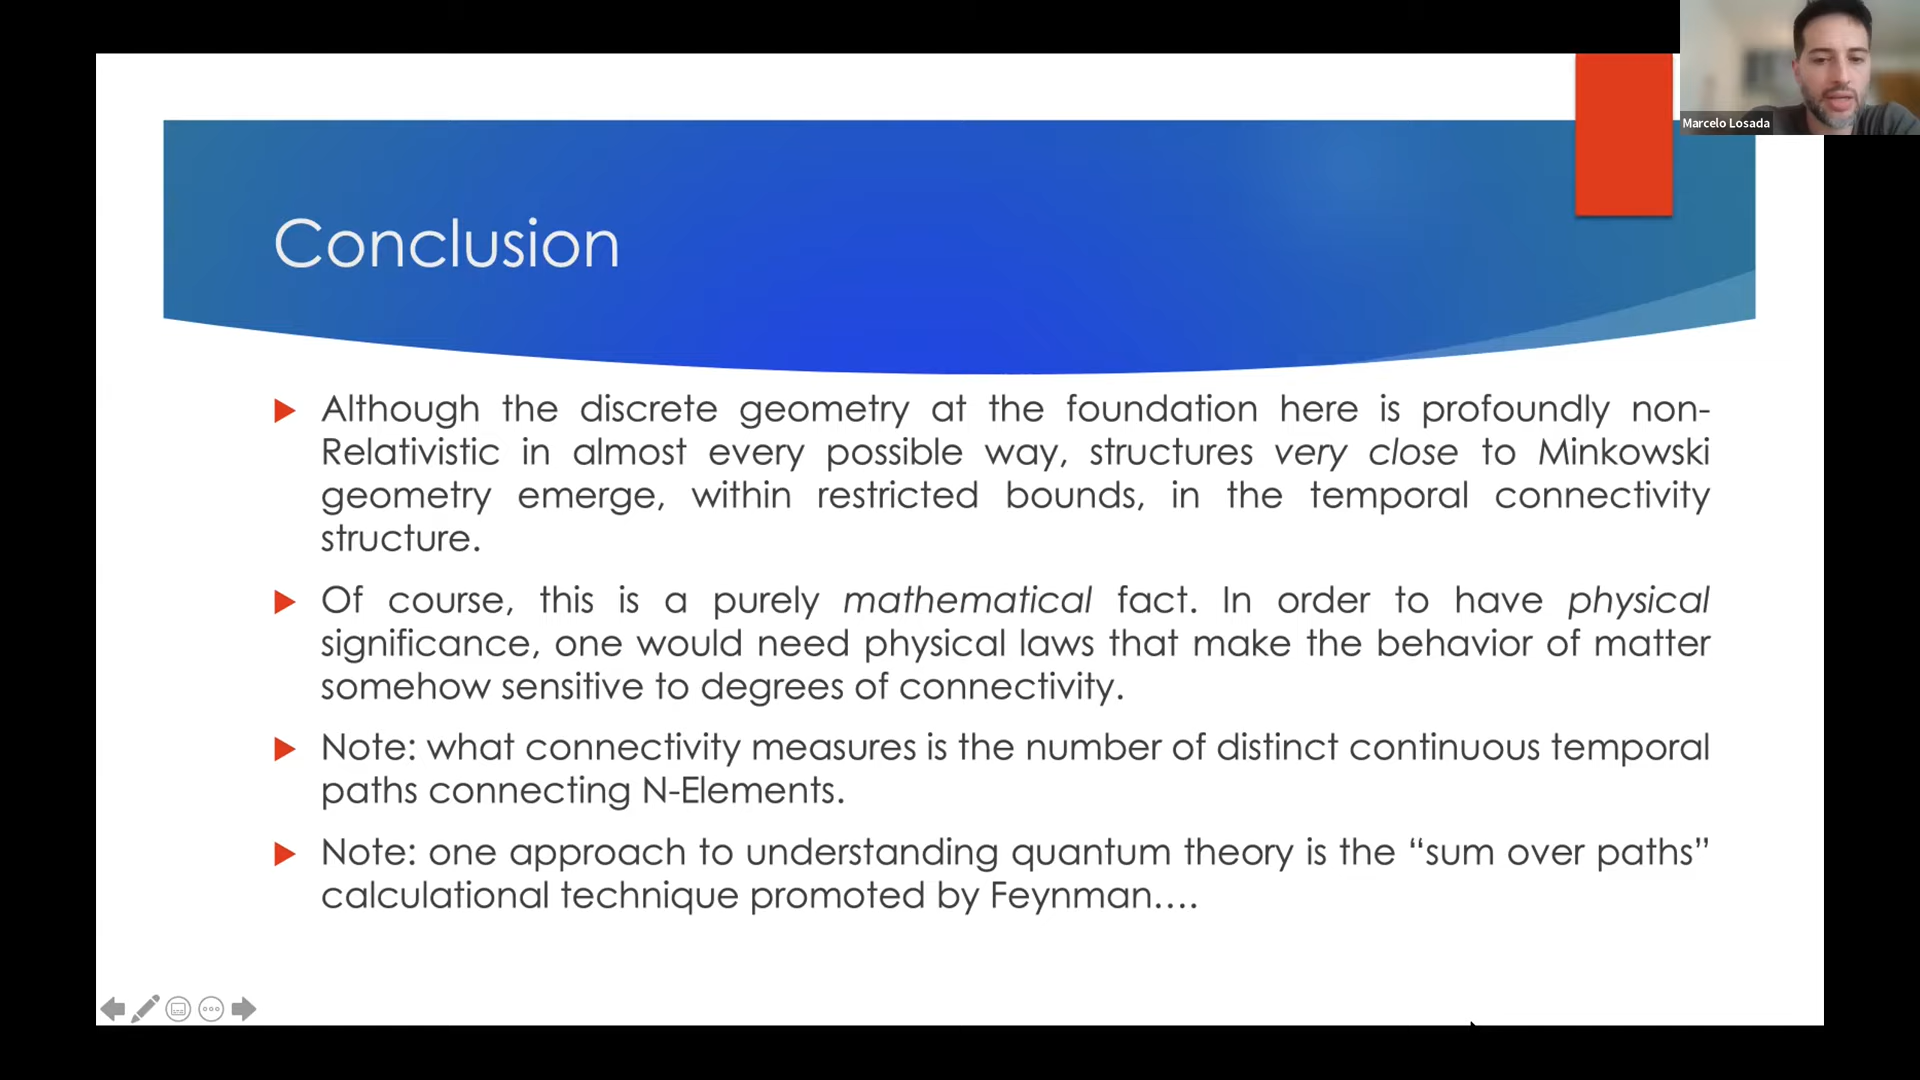 Marcelo Losada
Conclusion
Although the discrete geometry at the foundation here is profoundly non-
Relativistic in almost every possible way, structures very close to Minkowski
geometry emerge, within restricted bounds, in the temporal connectivity
structure.
Of course, this is a purely mathematical fact. In order to have physical
significance, one would need physical laws that make the behavior of matter
somehow sensitive to degrees of connectivity.
Note: what connectivity measures is the number of distinct continuous temporal
paths connecting N-Elements.
Note: one approach to understanding quantum theory is the “sum over paths”
calculational technique promoted by Feynman….